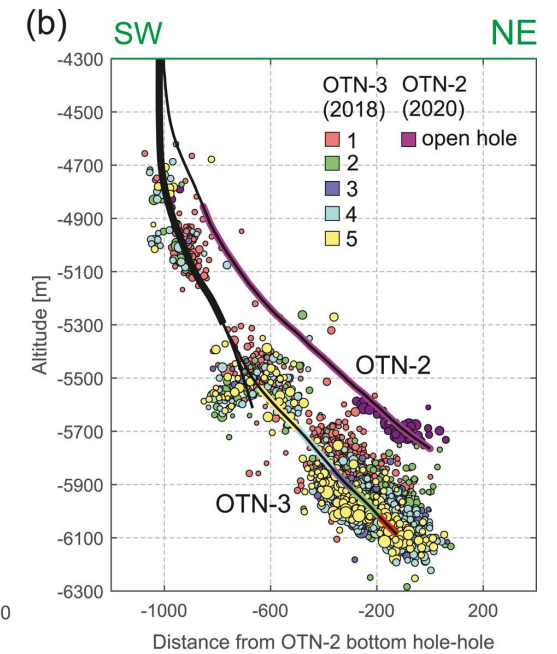 (b)
SW NE
-4300
-4500
-4700
-4900
-5100
-5300
-5500
-5700
-5900
-6100
-6300
Altitude [m]
OTN-3 OTN-2
(2018) (2020)
1 open hole
2
3
4
5
OTN-2
OTN-3
0
-1000 -600 -200 200
Distance from OTN-2 bottom hole-hole